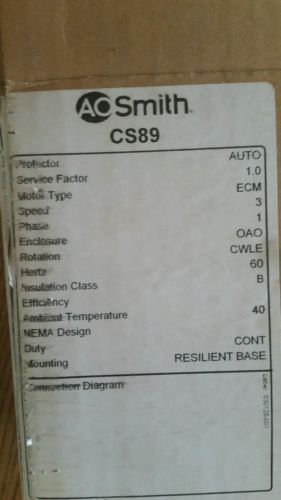 AO Smith
CS89
Protector AUTO
Service Factor 1.0
Motor Type ECM
Speed 3
Phase 1
Enclosure OAO
Rotation CWLE
Hertz 60
Insulation Class B
Efficiency
Ambient Temperature 40
NEMA Design
Duty CONT
Mounting RESILIENT BASE
Connection Diagram